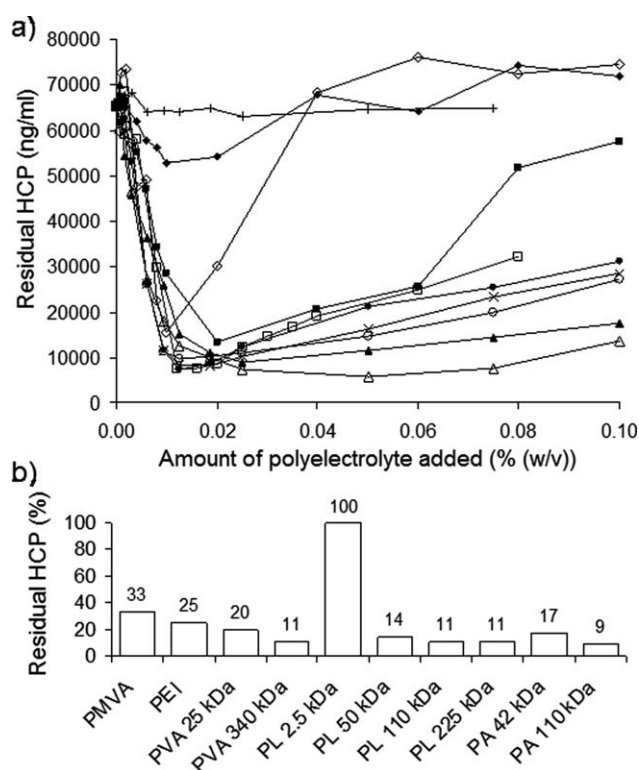 a)
80000
70000
60000
50000
40000
30000
20000
10000
0
Residual HCP (ng/ml)
0.00 0.02 0.04 0.06 0.08 0.10
Amount of polyelectrolyte added (% (w/v))
b)
Residual HCP (%)
100
80
60
40
20
0
33 25 20 11 100 14 11 11 17 9
PMVA
PEI
PVA 25 kDa
PVA 340 kDa
PL 2.5 kDa
PL 50 kDa
PL 110 kDa
PL 225 kDa
PA 42 kDa
PA 110 kDa